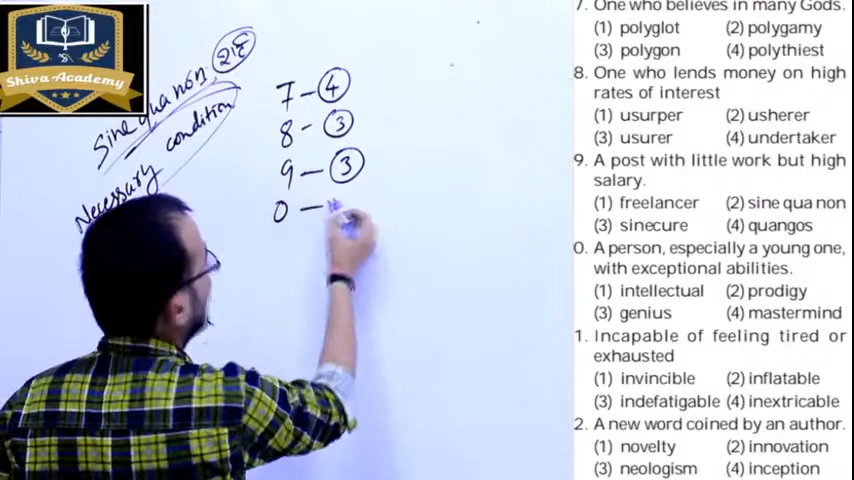 Shiva Academy
Sine qua non:
Necessary condition
7 - 4
8 - 3
9 - 3
0 -
7. One who believes in many Gods.
(1) polyglot (2) polygamy
(3) polygon (4) polythiest
8. One who lends money on high
rates of interest
(1) usurper (2) usherer
(3) usurer (4) undertaker
9. A post with little work but high
salary.
(1) freelancer (2) sine qua non
(3) sinecure (4) quangos
0. A person, especially a young one,
with exceptional abilities.
(1) intellectual (2) prodigy
(3) genius (4) mastermind
1. Incapable of feeling tired or
exhausted
(1) invincible (2) inflatable
(3) indefatigable (4) inextricable
2. A new word coined by an author.
(1) novelty (2) innovation
(3) neologism (4) inception